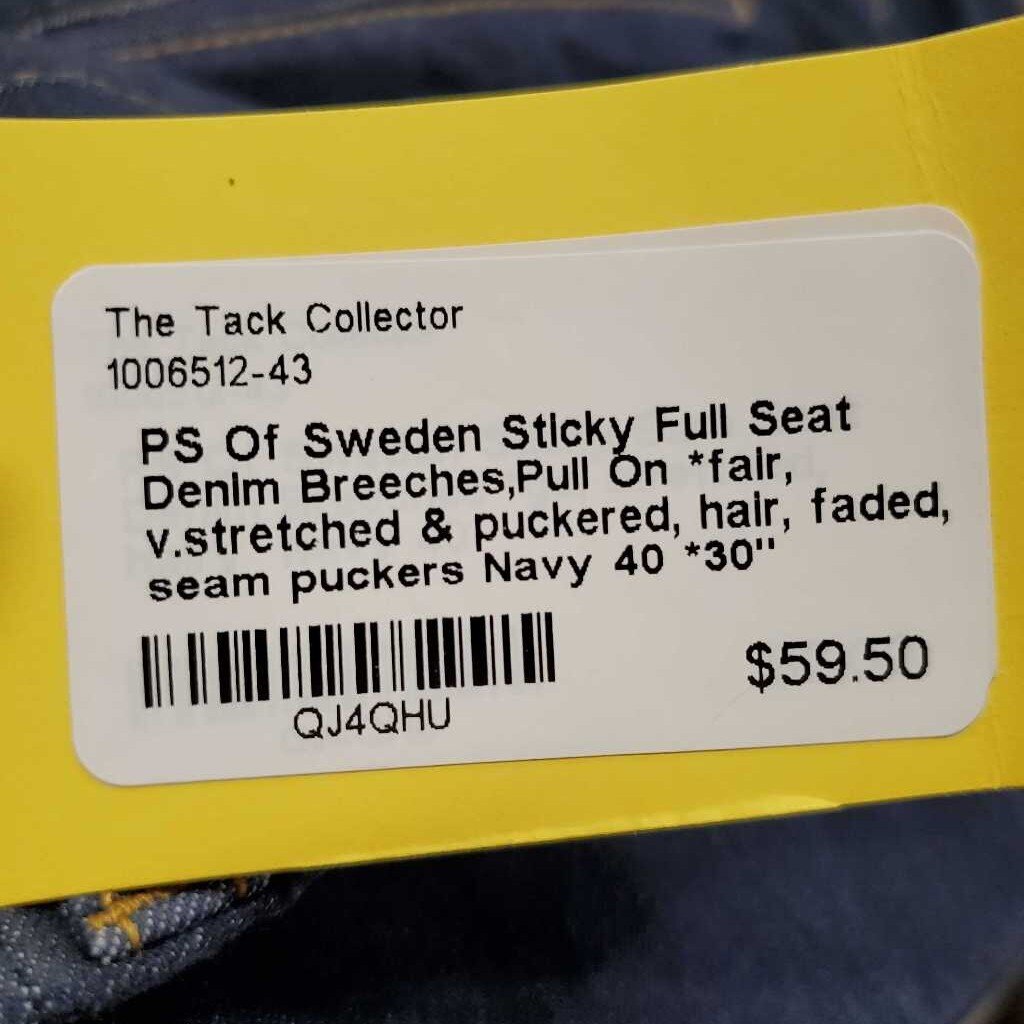 The Tack Collector
1006512-43
PS Of Sweden Sticky Full Seat
Denim Breeches,Pull On *fair,
v.stretched & puckered, hair, faded,
seam puckers Navy 40 *30"
QJ4QHU
$59.50